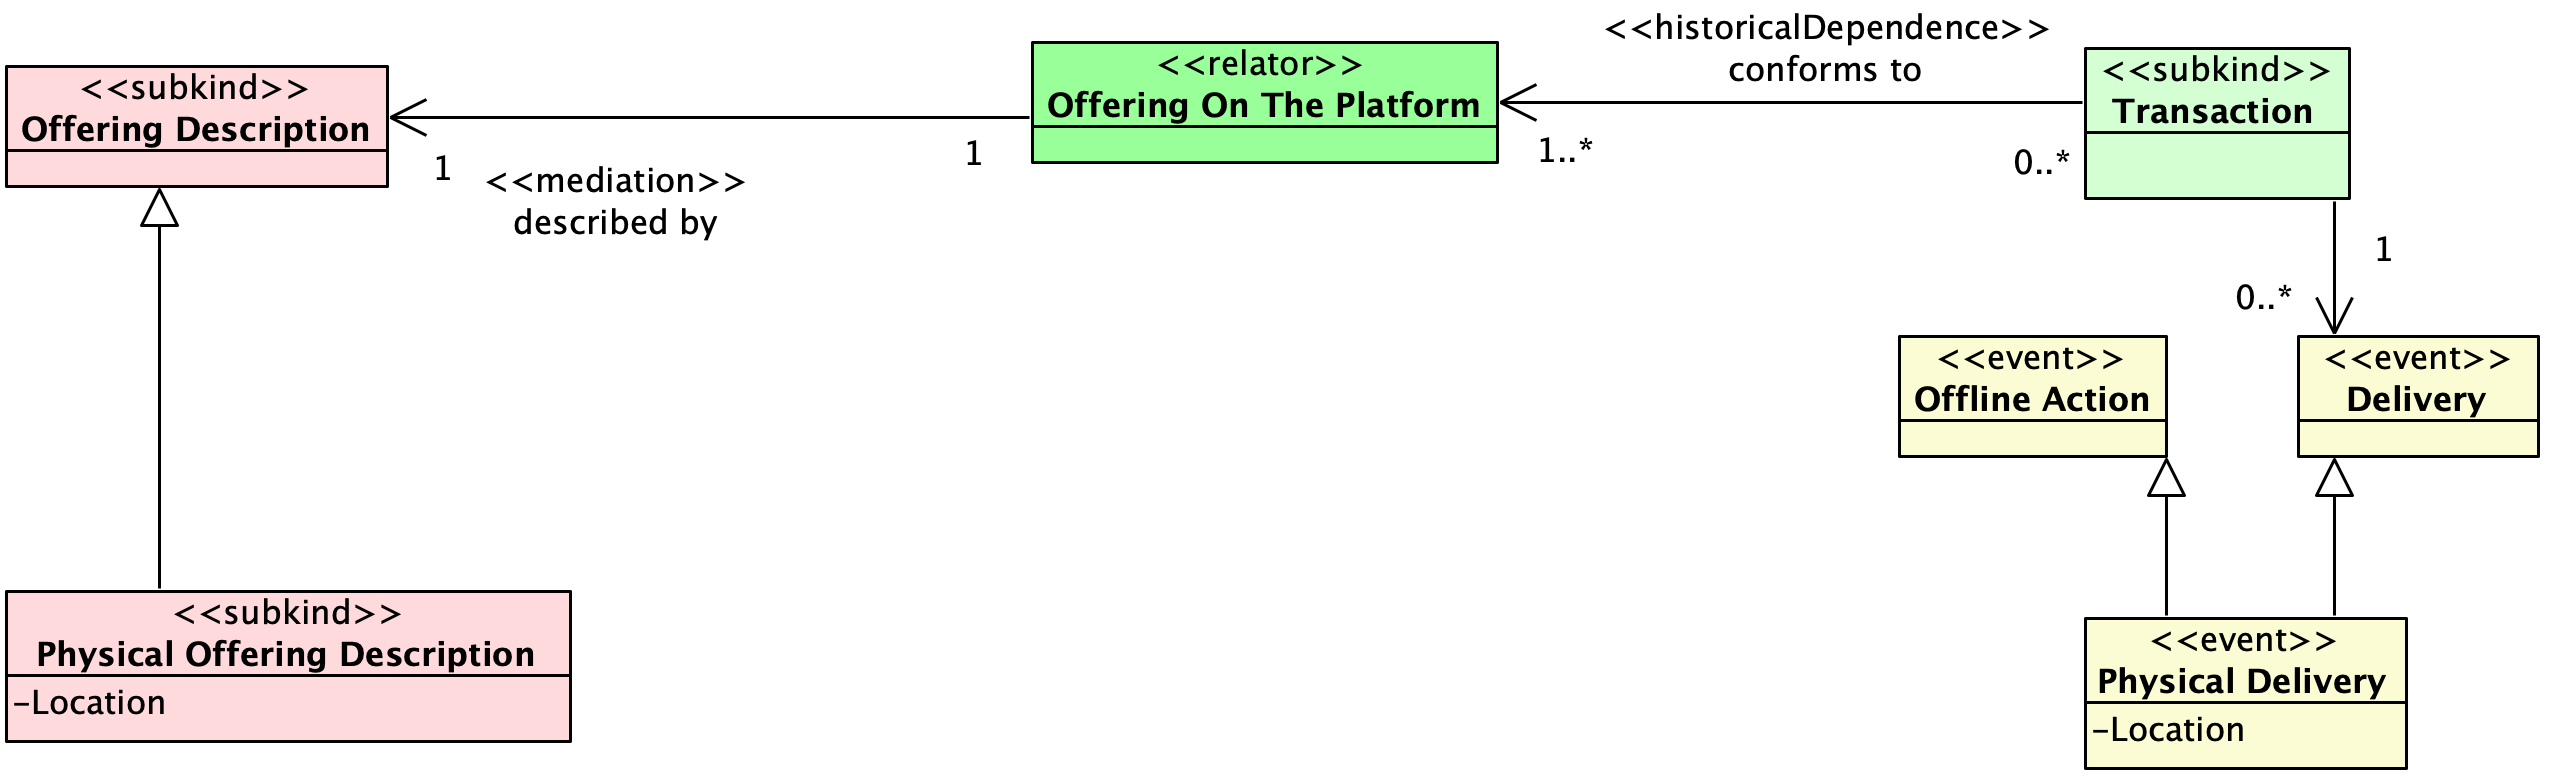 <<subkind>>
Offering Description
1
<<mediation>>
described by
1
<<relator>>
Offering On The Platform
1..*
<<historicalDependence>>
conforms to
0..*
<<subkind>>
Transaction
1
0..*
<<event>>
Offline Action
<<event>>
Delivery
<<subkind>>
Physical Offering Description
-Location
<<event>>
Physical Delivery
-Location